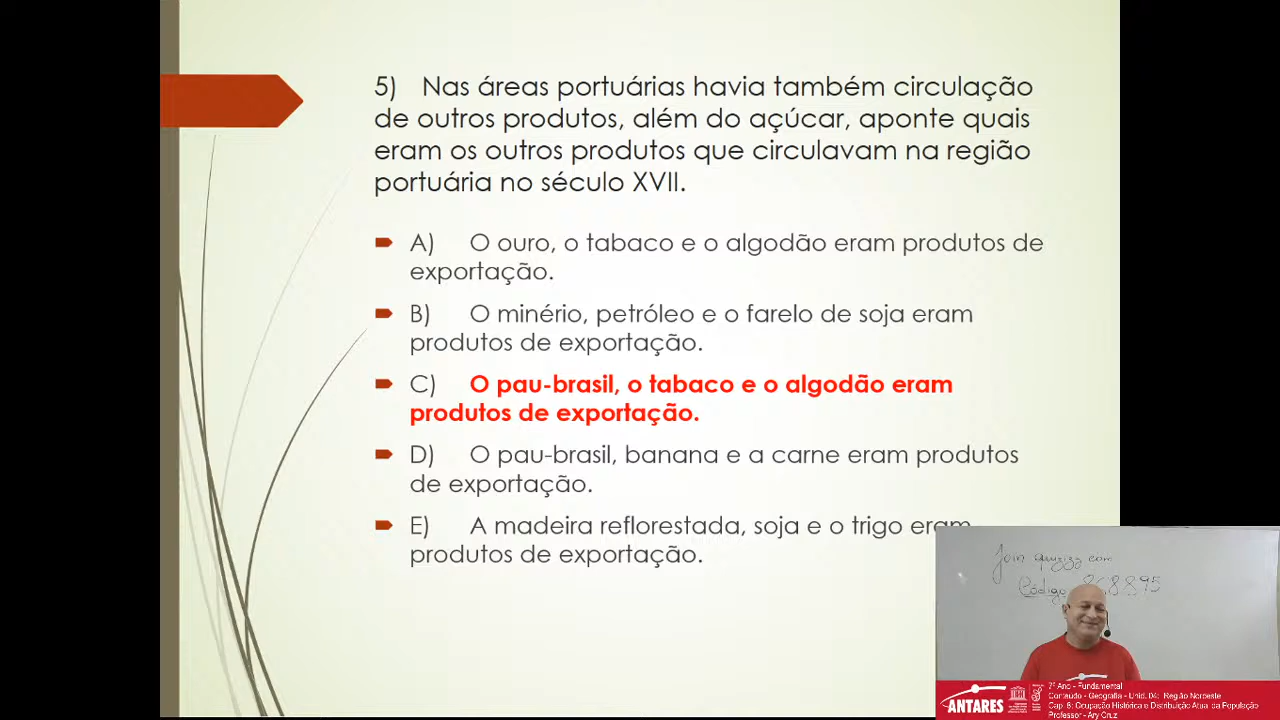 5) Nas áreas portuárias havia também circulação
de outros produtos, além do açúcar, aponte quais
eram os outros produtos que circulavam na região
portuária no século XVII.
A) O ouro, o tabaco e o algodão eram produtos de
exportação.
B) O minério, petróleo e o farelo de soja eram
produtos de exportação.
C) O pau-brasil, o tabaco e o algodão eram
produtos de exportação.
D) O pau-brasil, banana e a carne eram produtos
de exportação.
E) A madeira reflorestada, soja e o trigo eram
produtos de exportação.
Join quizizz com
Código
ANTARES
7º Ano - Fundamental
Conteúdo - Geografia - Unid. 04: Região Noroeste
Cap. 8: Ocupação Histórica e Distribuição Atual da População
Professor - Ary Cruz